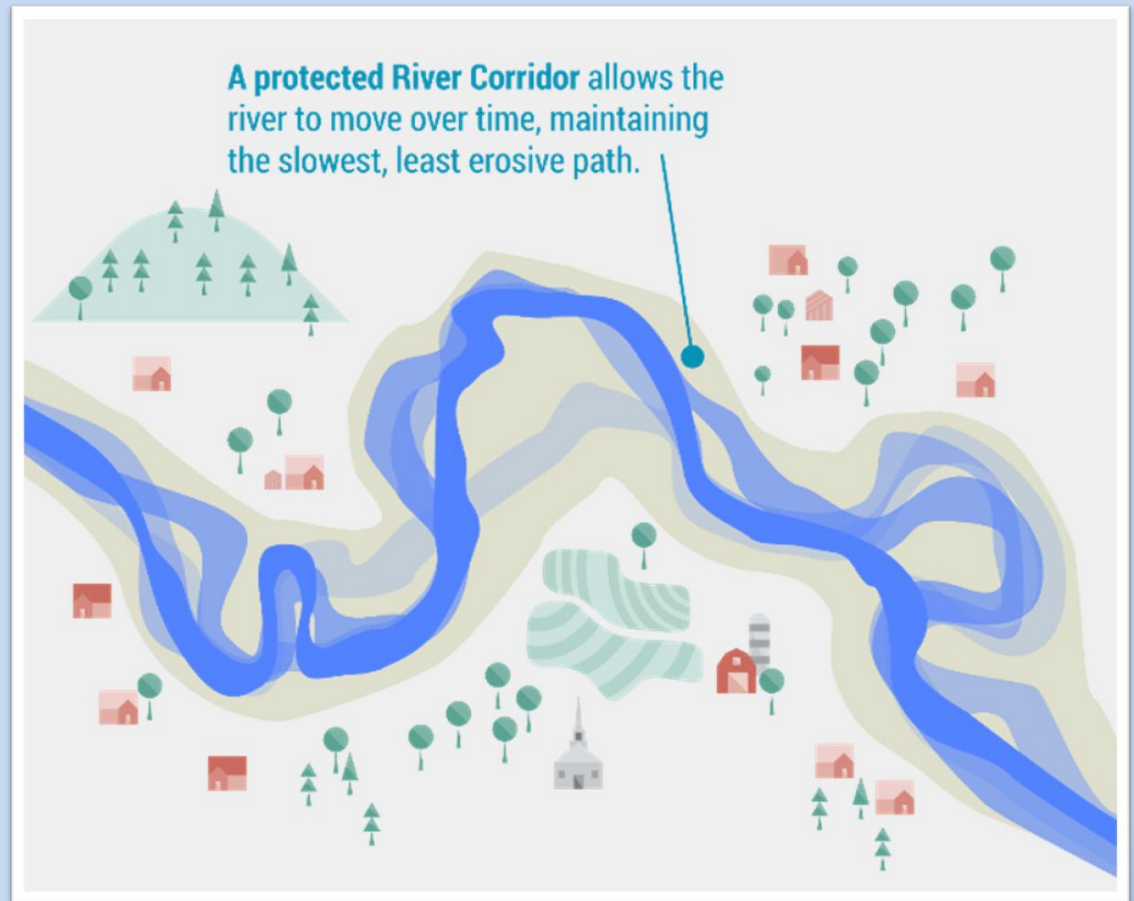 A protected River Corridor allows the
river to move over time, maintaining
the slowest, least erosive path.